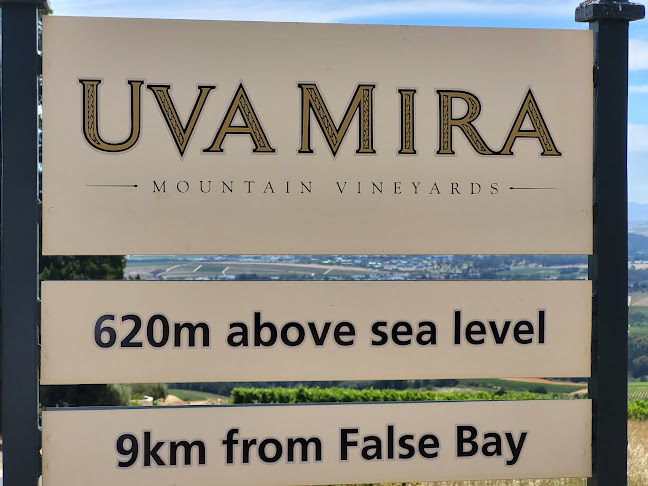 UVA MIRA
MOUNTAIN VINEYARDS
620m above sea level
9km from False Bay